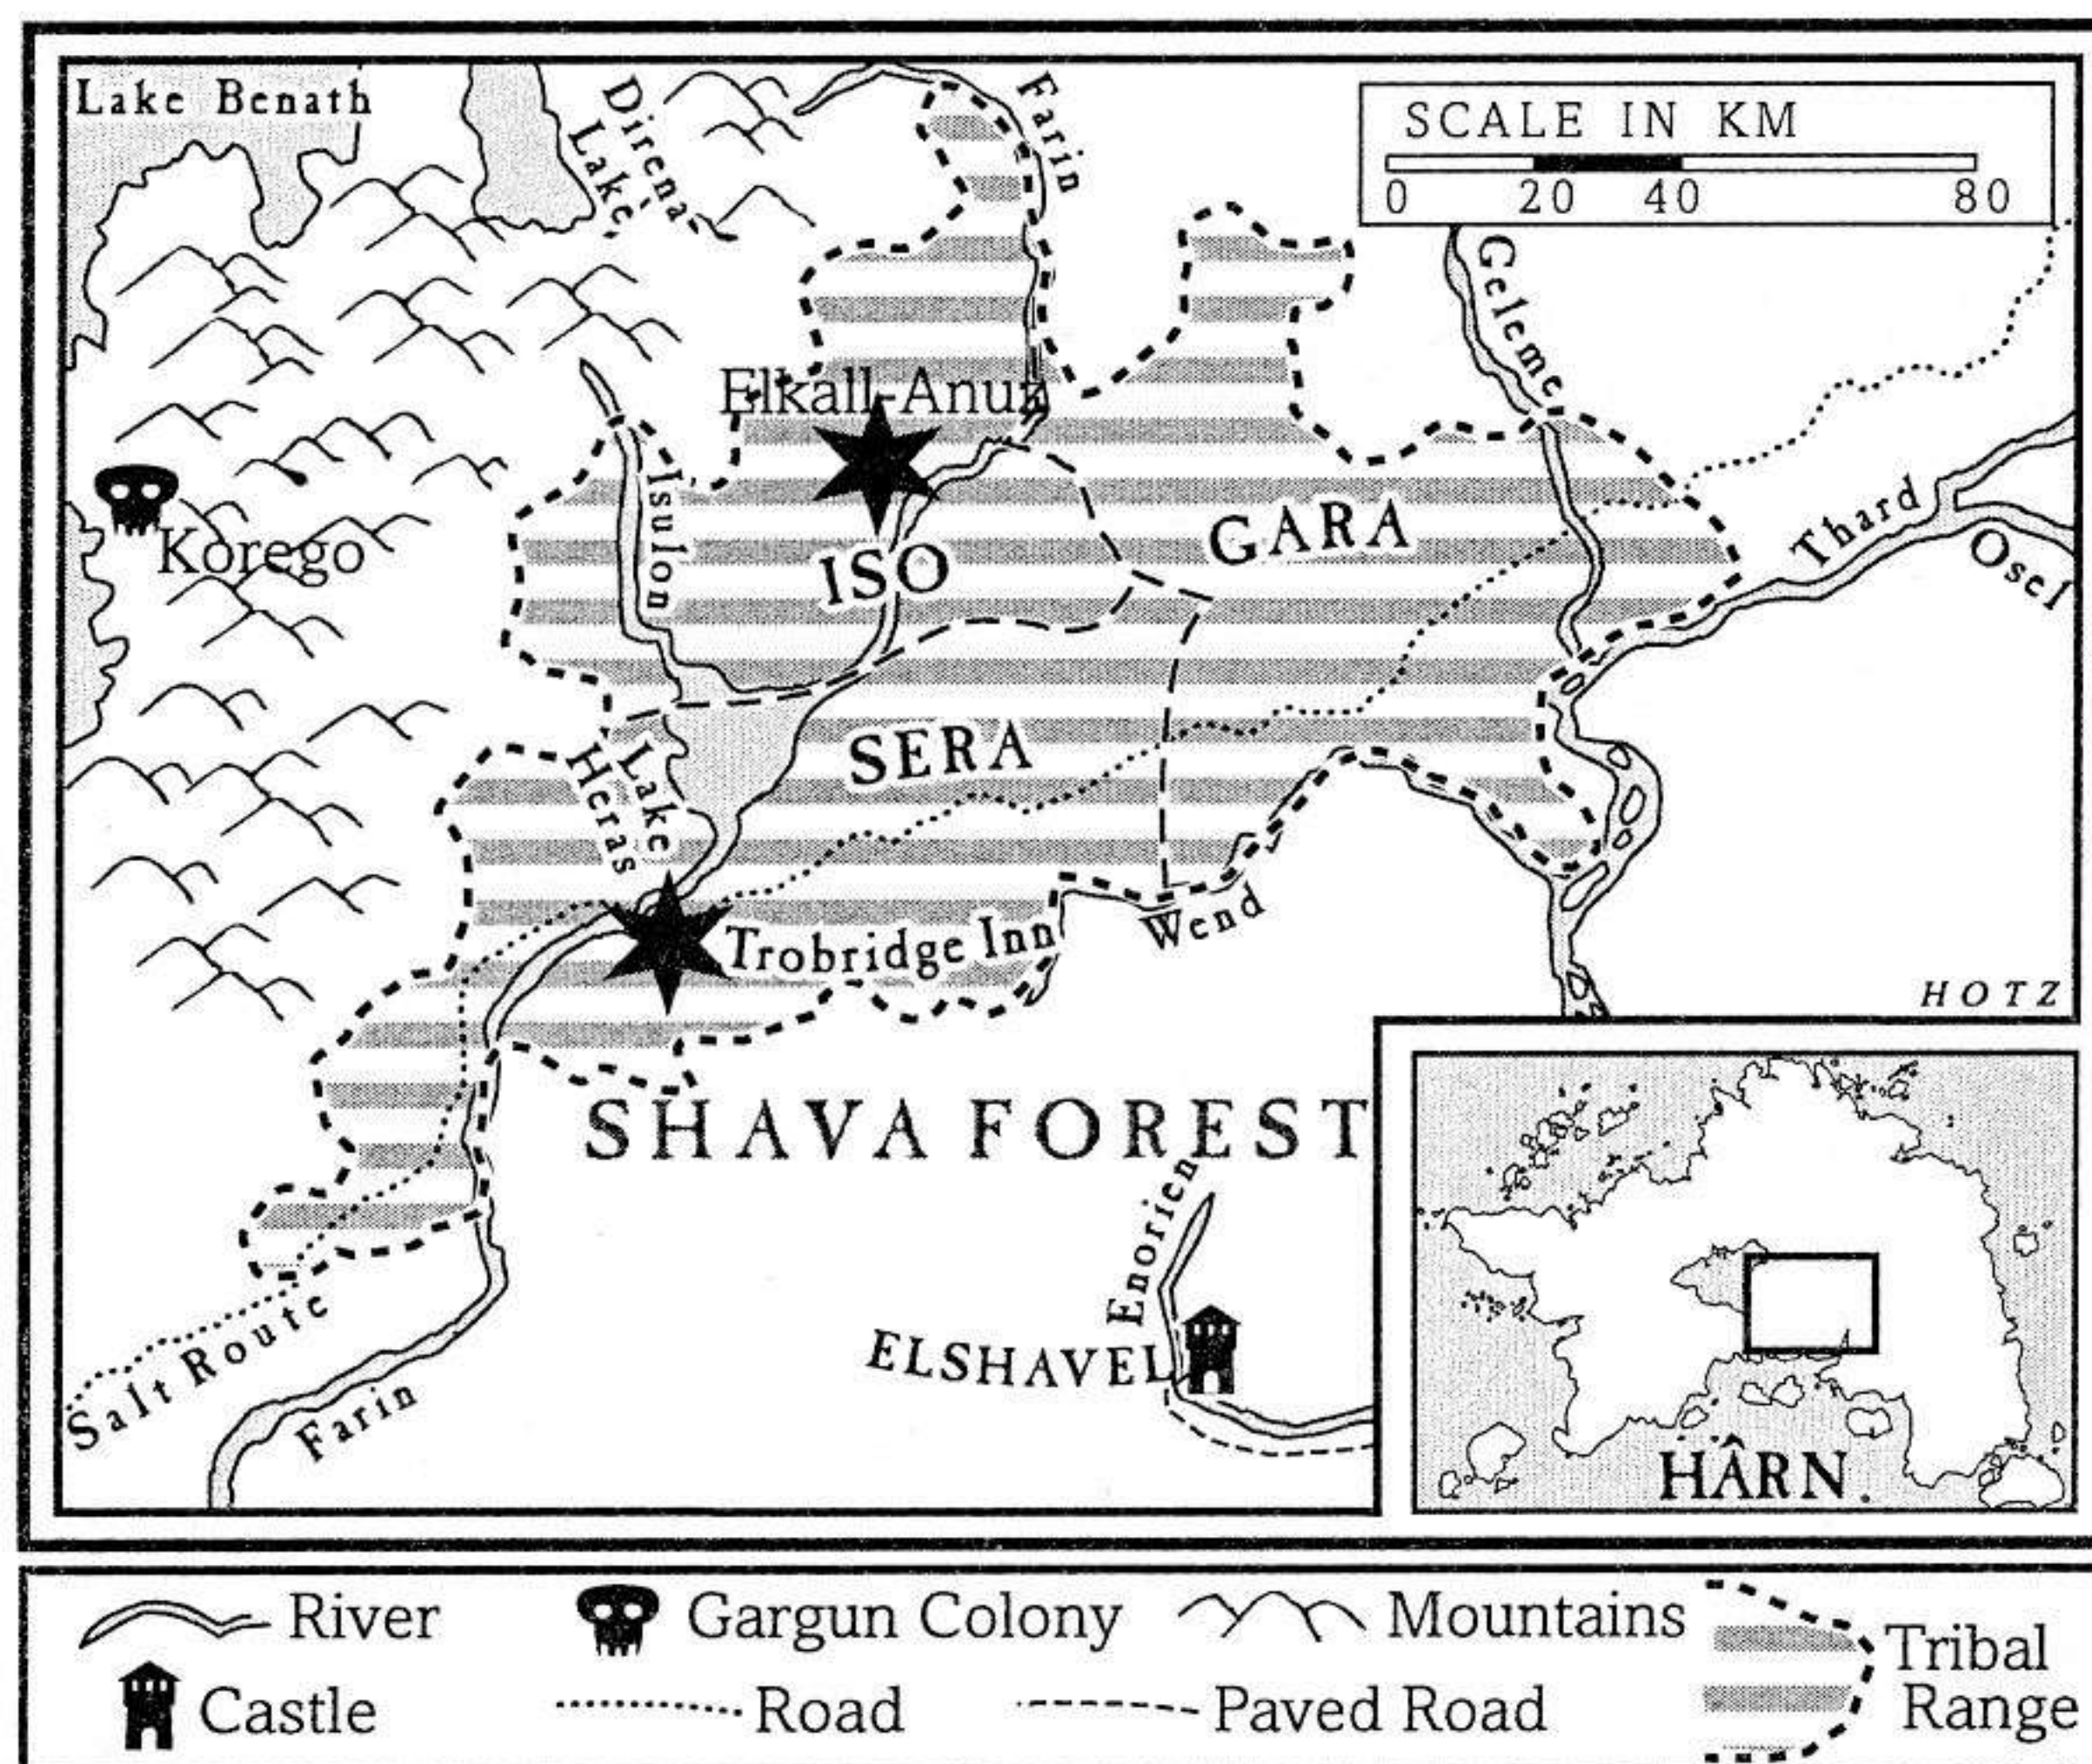 Lake Benath
Direna
Lake
Farin
SCALE IN KM
0 20 40 80
Geleme
Elkall-Anuz
Isulon
Korego
ISO
GARA
Thard
Osel
SERA
Lake
Heras
Trobridge Inn
Wend
HOTZ
SHAVA FOREST
Enorien
ELSHAVEL
Salt Route
Farin
HÂRN
River
Gargun Colony
Mountains
Tribal
Range
Castle
Road
Paved Road